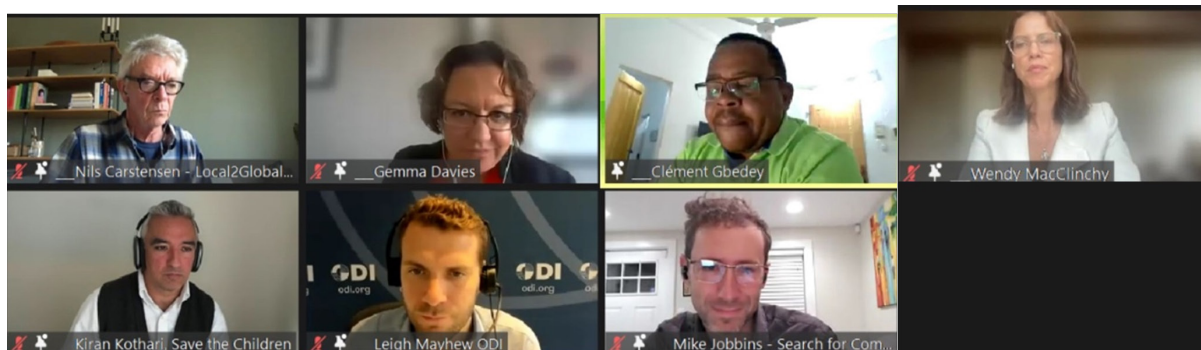 __Nils Carstensen - Local2Global...
__Gemma Davies
__Clément Gbedey
__Wendy MacClinchy
Kiran Kothari, Save the Children
ODI
odi.org
ODI
odi.org
Leigh Mayhew ODI
Mike Jobbins - Search for Com...